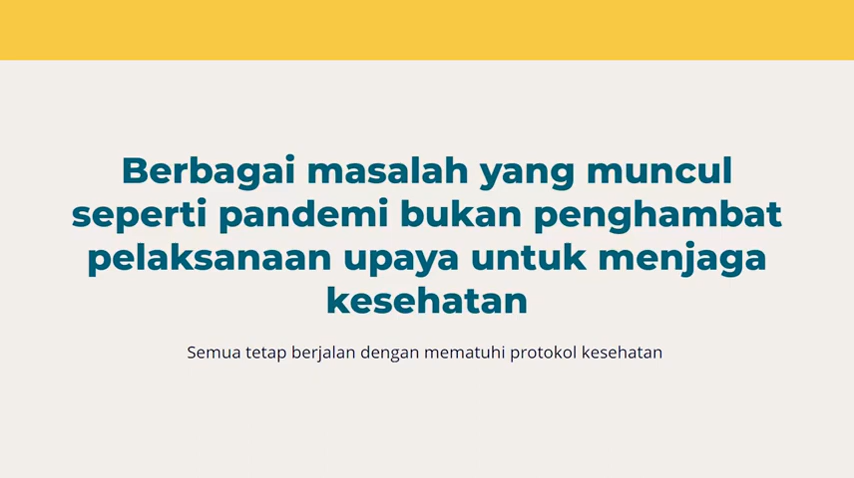 Berbagai masalah yang muncul
seperti pandemi bukan penghambat
pelaksanaan upaya untuk menjaga
kesehatan
Semua tetap berjalan dengan mematuhi protokol kesehatan